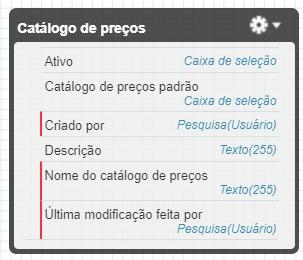 Catálogo de preços
Ativo Caixa de seleção
Catálogo de preços padrão
Caixa de seleção
Criado por Pesquisa(Usuário)
Descrição Texto(255)
Nome do catálogo de preços
Texto(255)
Última modificação feita por
Pesquisa(Usuário)